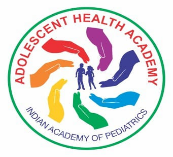 ADOLESCENT HEALTH ACADEMY
INDIAN ACADEMY OF PEDIATRICS